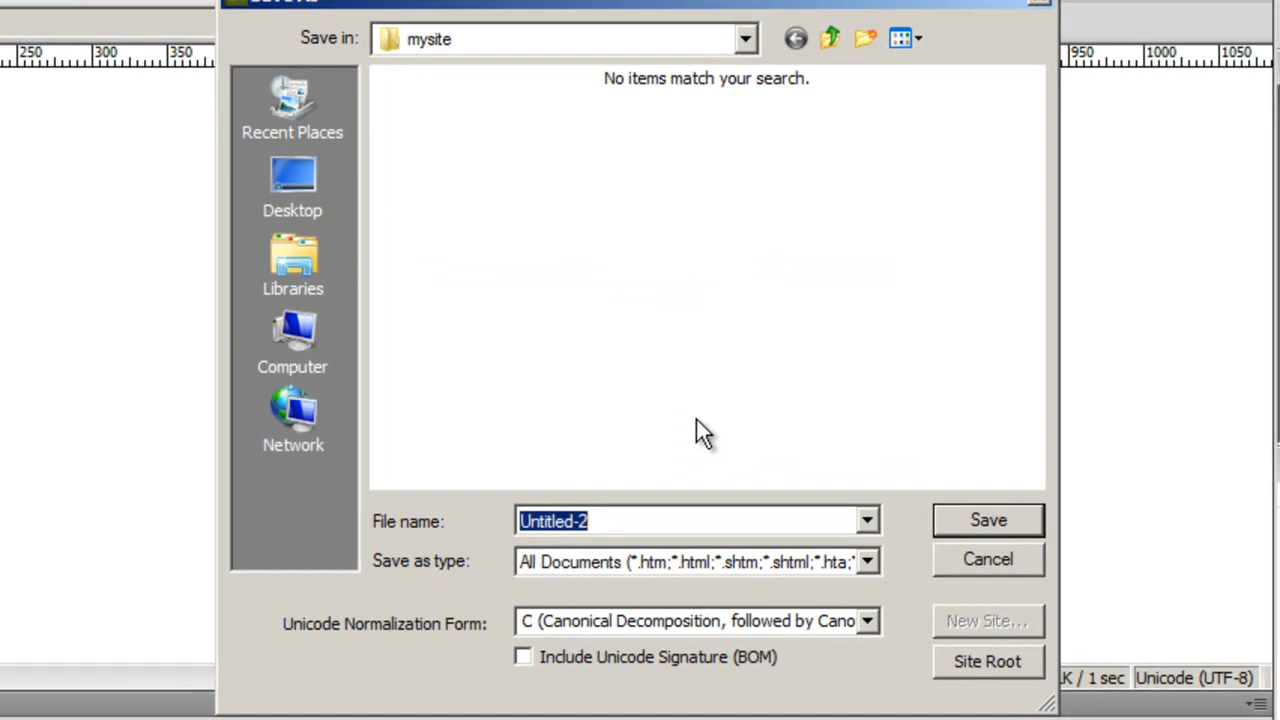 Save in:
mysite
250
300
350
950
1000
1050
No items match your search.
Recent Places
Desktop
Libraries
Computer
Network
File name:
Untitled-2
Save
Save as type:
All Documents (*.htm;*.html;*.shtm;*.shtml;*.hta;*
Cancel
Unicode Normalization Form:
C (Canonical Decomposition, followed by Cano
New Site...
Include Unicode Signature (BOM)
Site Root
K / 1 sec
Unicode (UTF-8)